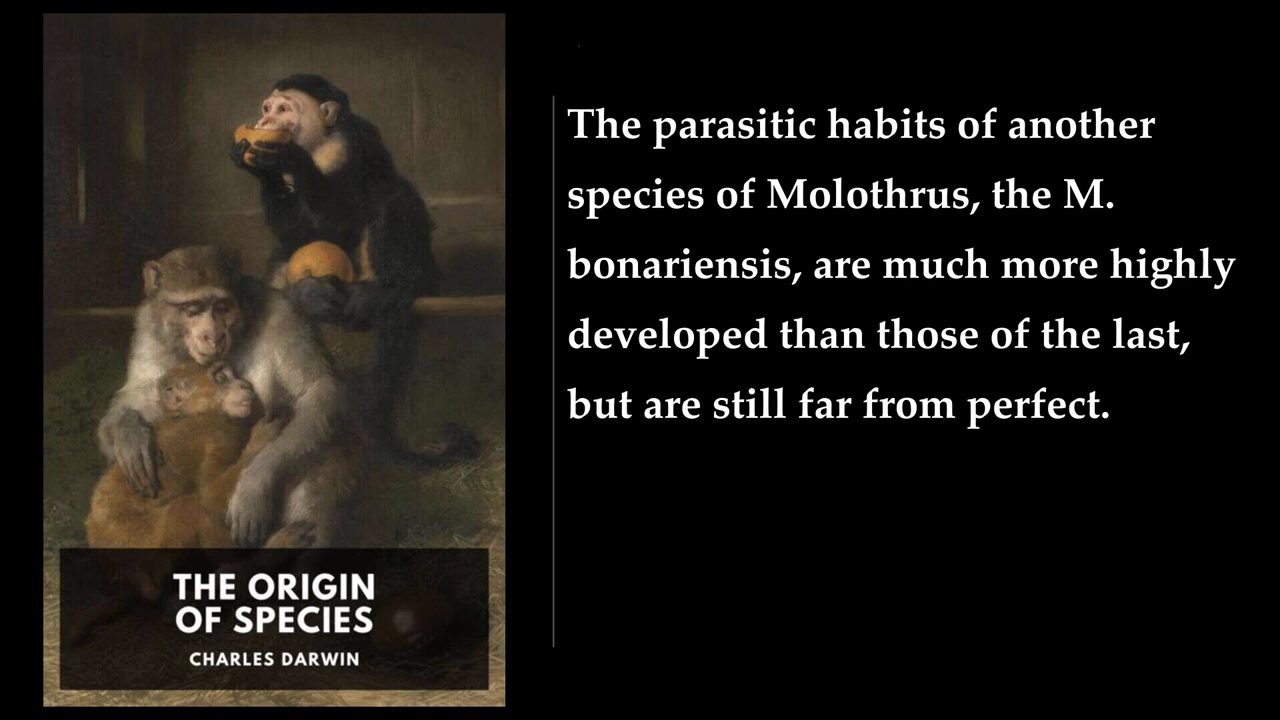 THE ORIGIN
OF SPECIES
CHARLES DARWIN
The parasitic habits of another
species of Molothrus, the M.
bonariensis, are much more highly
developed than those of the last,
but are still far from perfect.